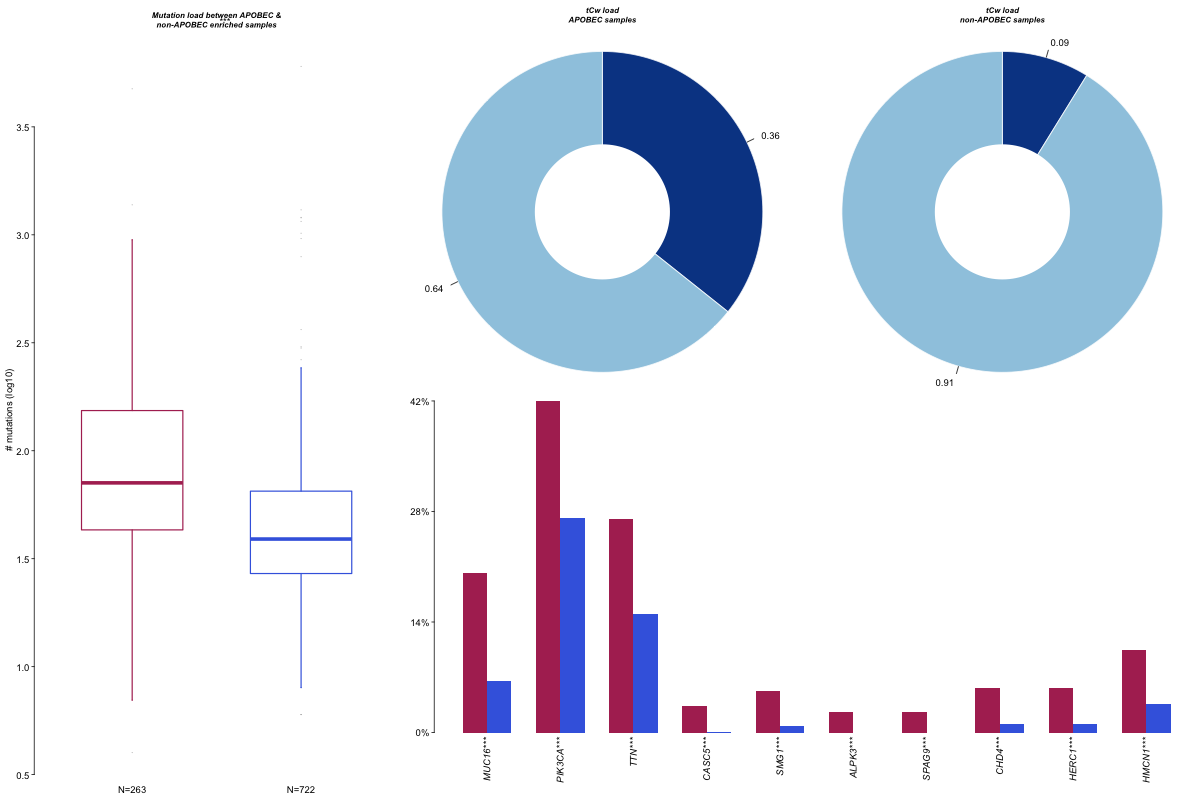 Mutation load between APOBEC &
non-APOBEC enriched samples
***
# mutations (log10)
3.5
3.0
2.5
2.0
1.5
1.0
0.5
N=263
N=722
tCw load
APOBEC samples
0.36
0.64
tCw load
non-APOBEC samples
0.09
0.91
42%
28%
14%
0%
MUC16***
PIK3CA***
TTN***
CASC5***
SMG1***
ALPK3***
SPAG9***
CHD4***
HERC1***
HMCN1***